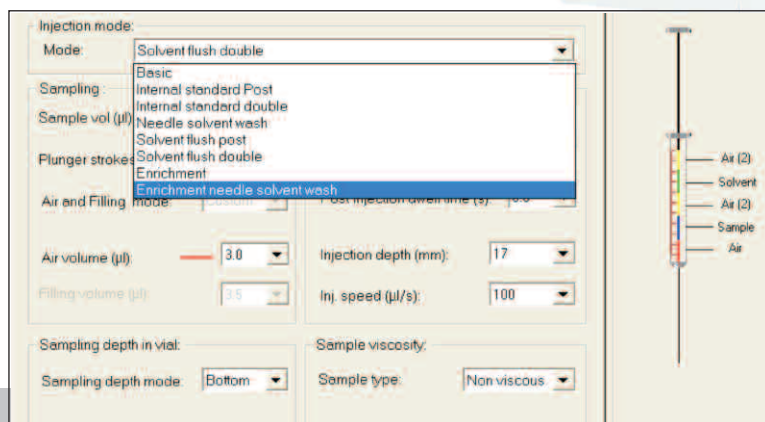 Injection mode:
Mode: Solvent flush double
Basic
Internal standard Post
Internal standard double
Needle solvent wash
Solvent flush post
Solvent flush double
Enrichment
Enrichment needle solvent wash
Sampling
Sample vol (µl)
Plunger strokes
Air and Filling mode: Custom
Post injection dwell time (s):
Air volume (µl): 3.0
Injection depth (mm): 17
Filling volume (µl): 3.5
Inj. speed (µl/s): 100
Sampling depth in vial:
Sampling depth mode: Bottom
Sample viscosity:
Sample type: Non viscous
Air (2)
Solvent
Air (2)
Sample
Air